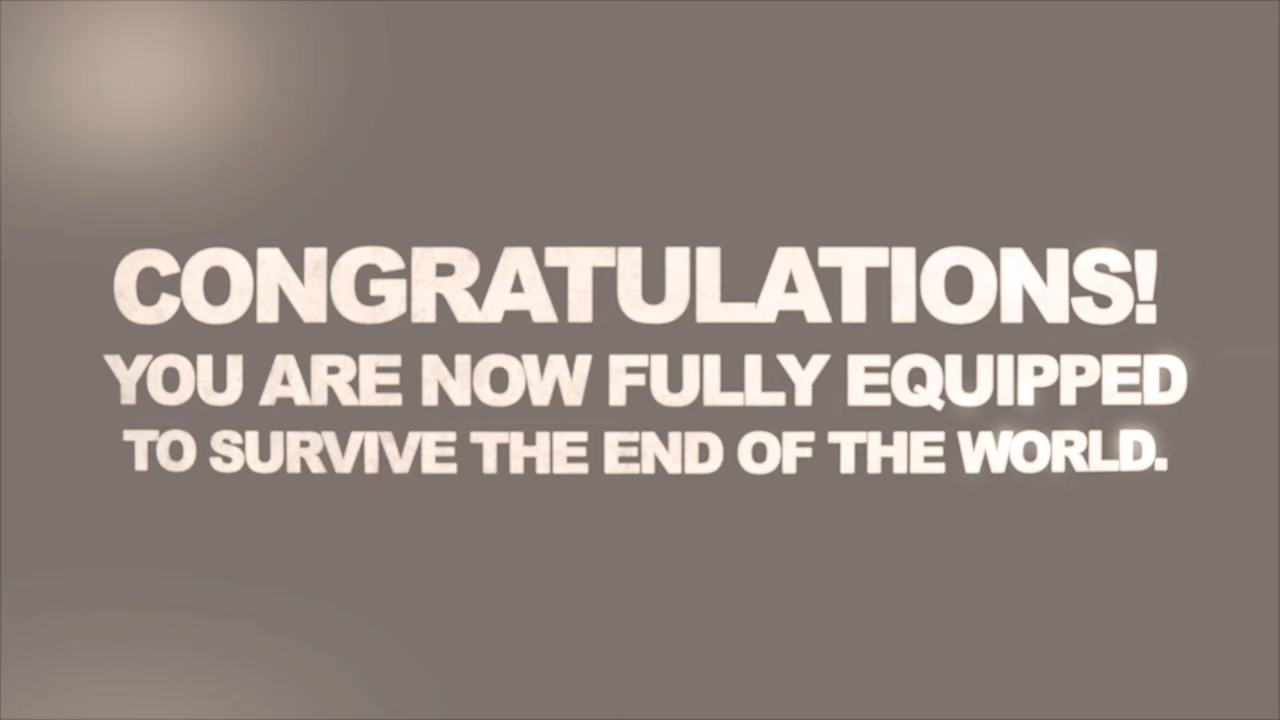 CONGRATULATIONS!
YOU ARE NOW FULLY EQUIPPED
TO SURVIVE THE END OF THE WORLD.